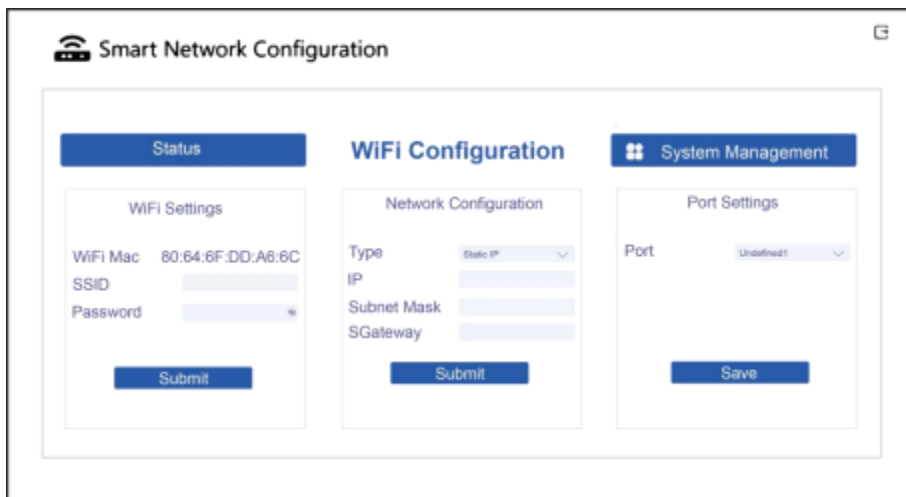 Smart Network Configuration
Status
WiFi Configuration
System Management
WiFi Settings
WiFi Mac 80:64:6F:DD:A6:6C
SSID
Password
Submit
Network Configuration
Type Static IP
IP
Subnet Mask
SGateway
Submit
Port Settings
Port Undefined1
Save